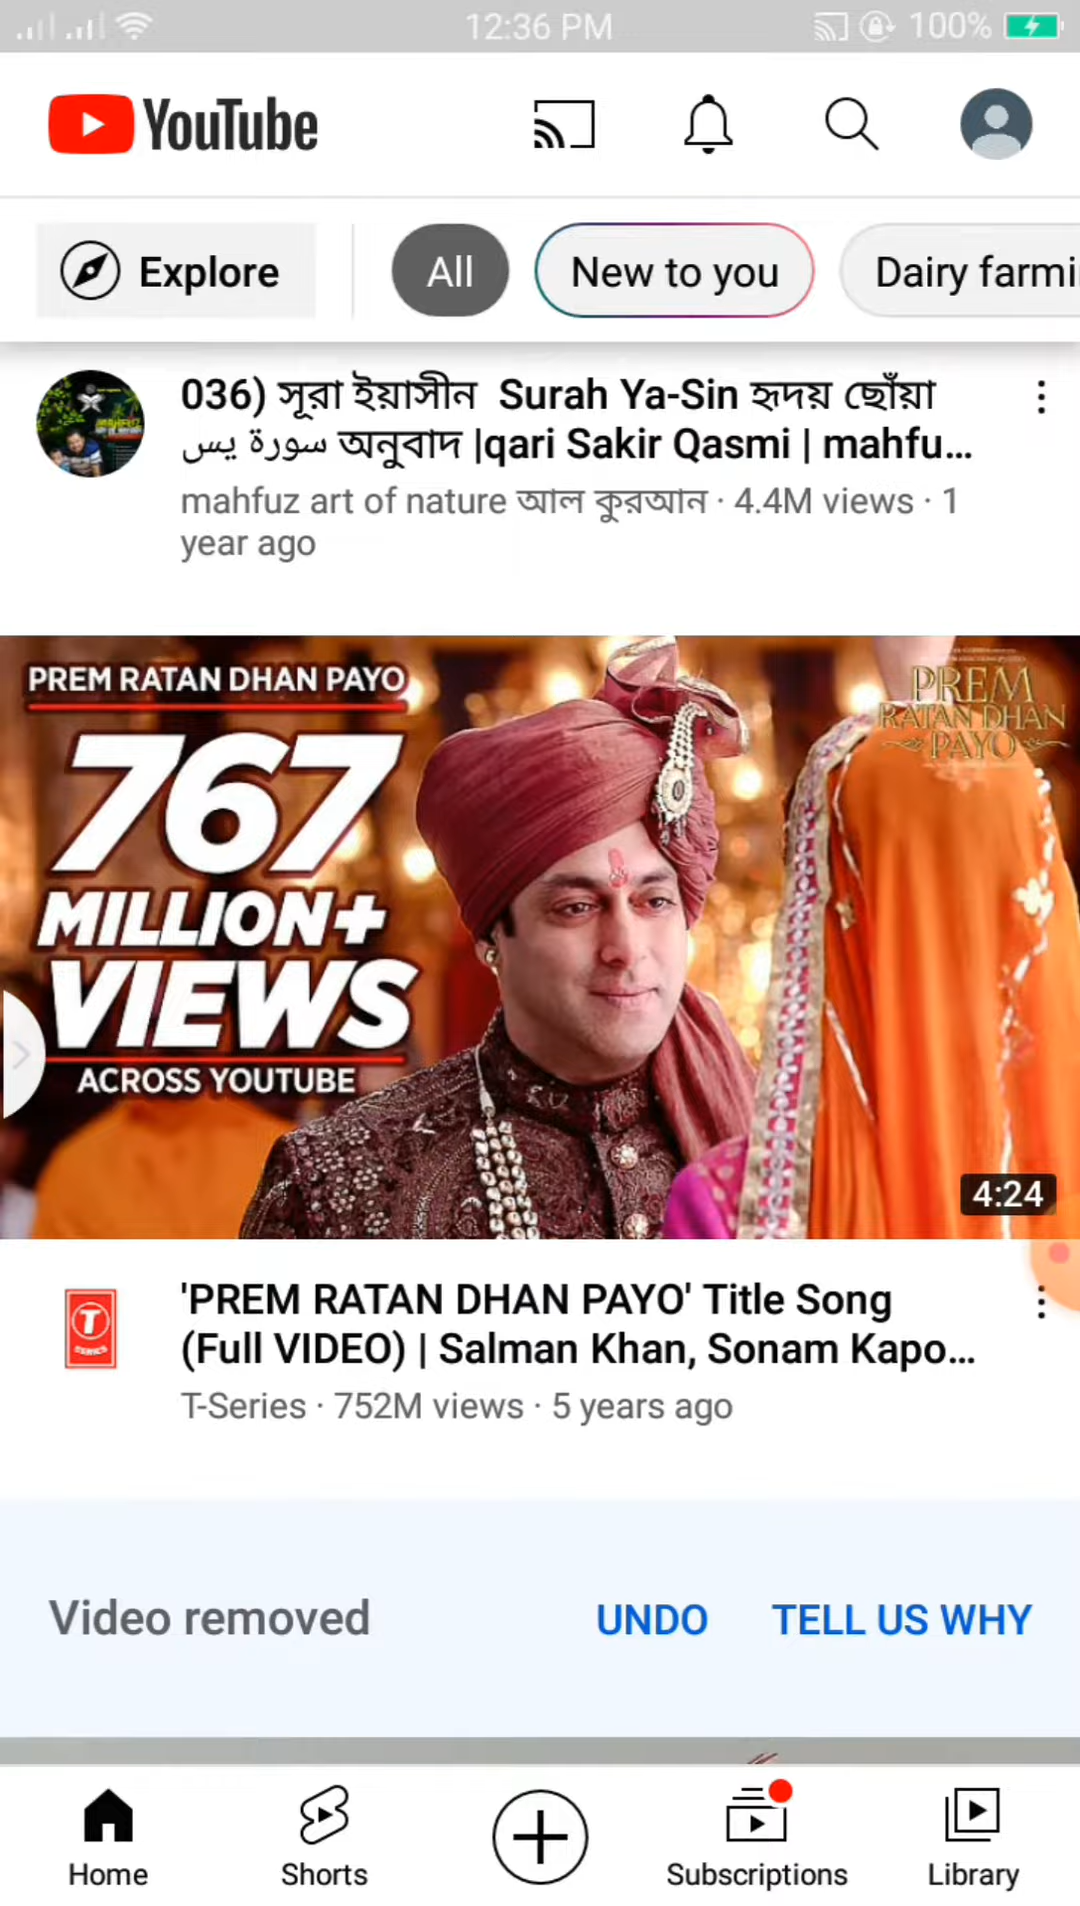 12:36 PM
100%
YouTube
Explore
All
New to you
Dairy farmi
036) সূরা ইয়াসীন Surah Ya-Sin হৃদয় ছোঁয়া
سورة يس অনুবাদ |qari Sakir Qasmi | mahfu...
mahfuz art of nature আল কুরআন · 4.4M views · 1
year ago
PREM RATAN DHAN PAYO
767
MILLION+
VIEWS
ACROSS YOUTUBE
PREM
RATAN DHAN
PAYO
4:24
T
SERIES
'PREM RATAN DHAN PAYO' Title Song
(Full VIDEO) | Salman Khan, Sonam Kapo...
T-Series · 752M views · 5 years ago
Video removed
UNDO
TELL US WHY
Home
Shorts
Subscriptions
Library